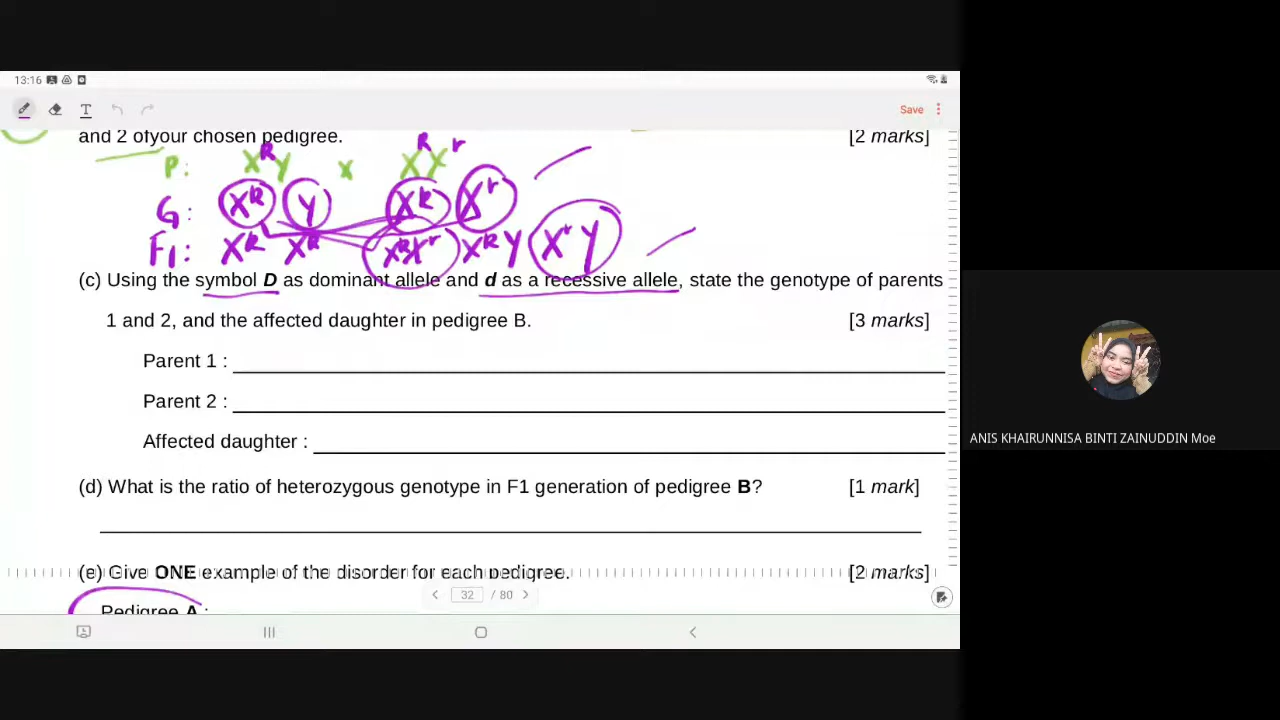 13:16
Save
and 2 ofyour chosen pedigree. [2 marks]
P: X^R Y x X^R X^r
G: X^R Y X^R X^r
F1: X^R X^R X^R X^r X^R Y X^r Y
(c) Using the symbol D as dominant allele and d as a recessive allele, state the genotype of parents
1 and 2, and the affected daughter in pedigree B. [3 marks]
Parent 1 :
Parent 2 :
Affected daughter :
(d) What is the ratio of heterozygous genotype in F1 generation of pedigree B? [1 mark]
(e) Give ONE example of the disorder for each pedigree. [2 marks]
Pedigree A :
32 / 80
ANIS KHAIRUNNISA BINTI ZAINUDDIN Moe